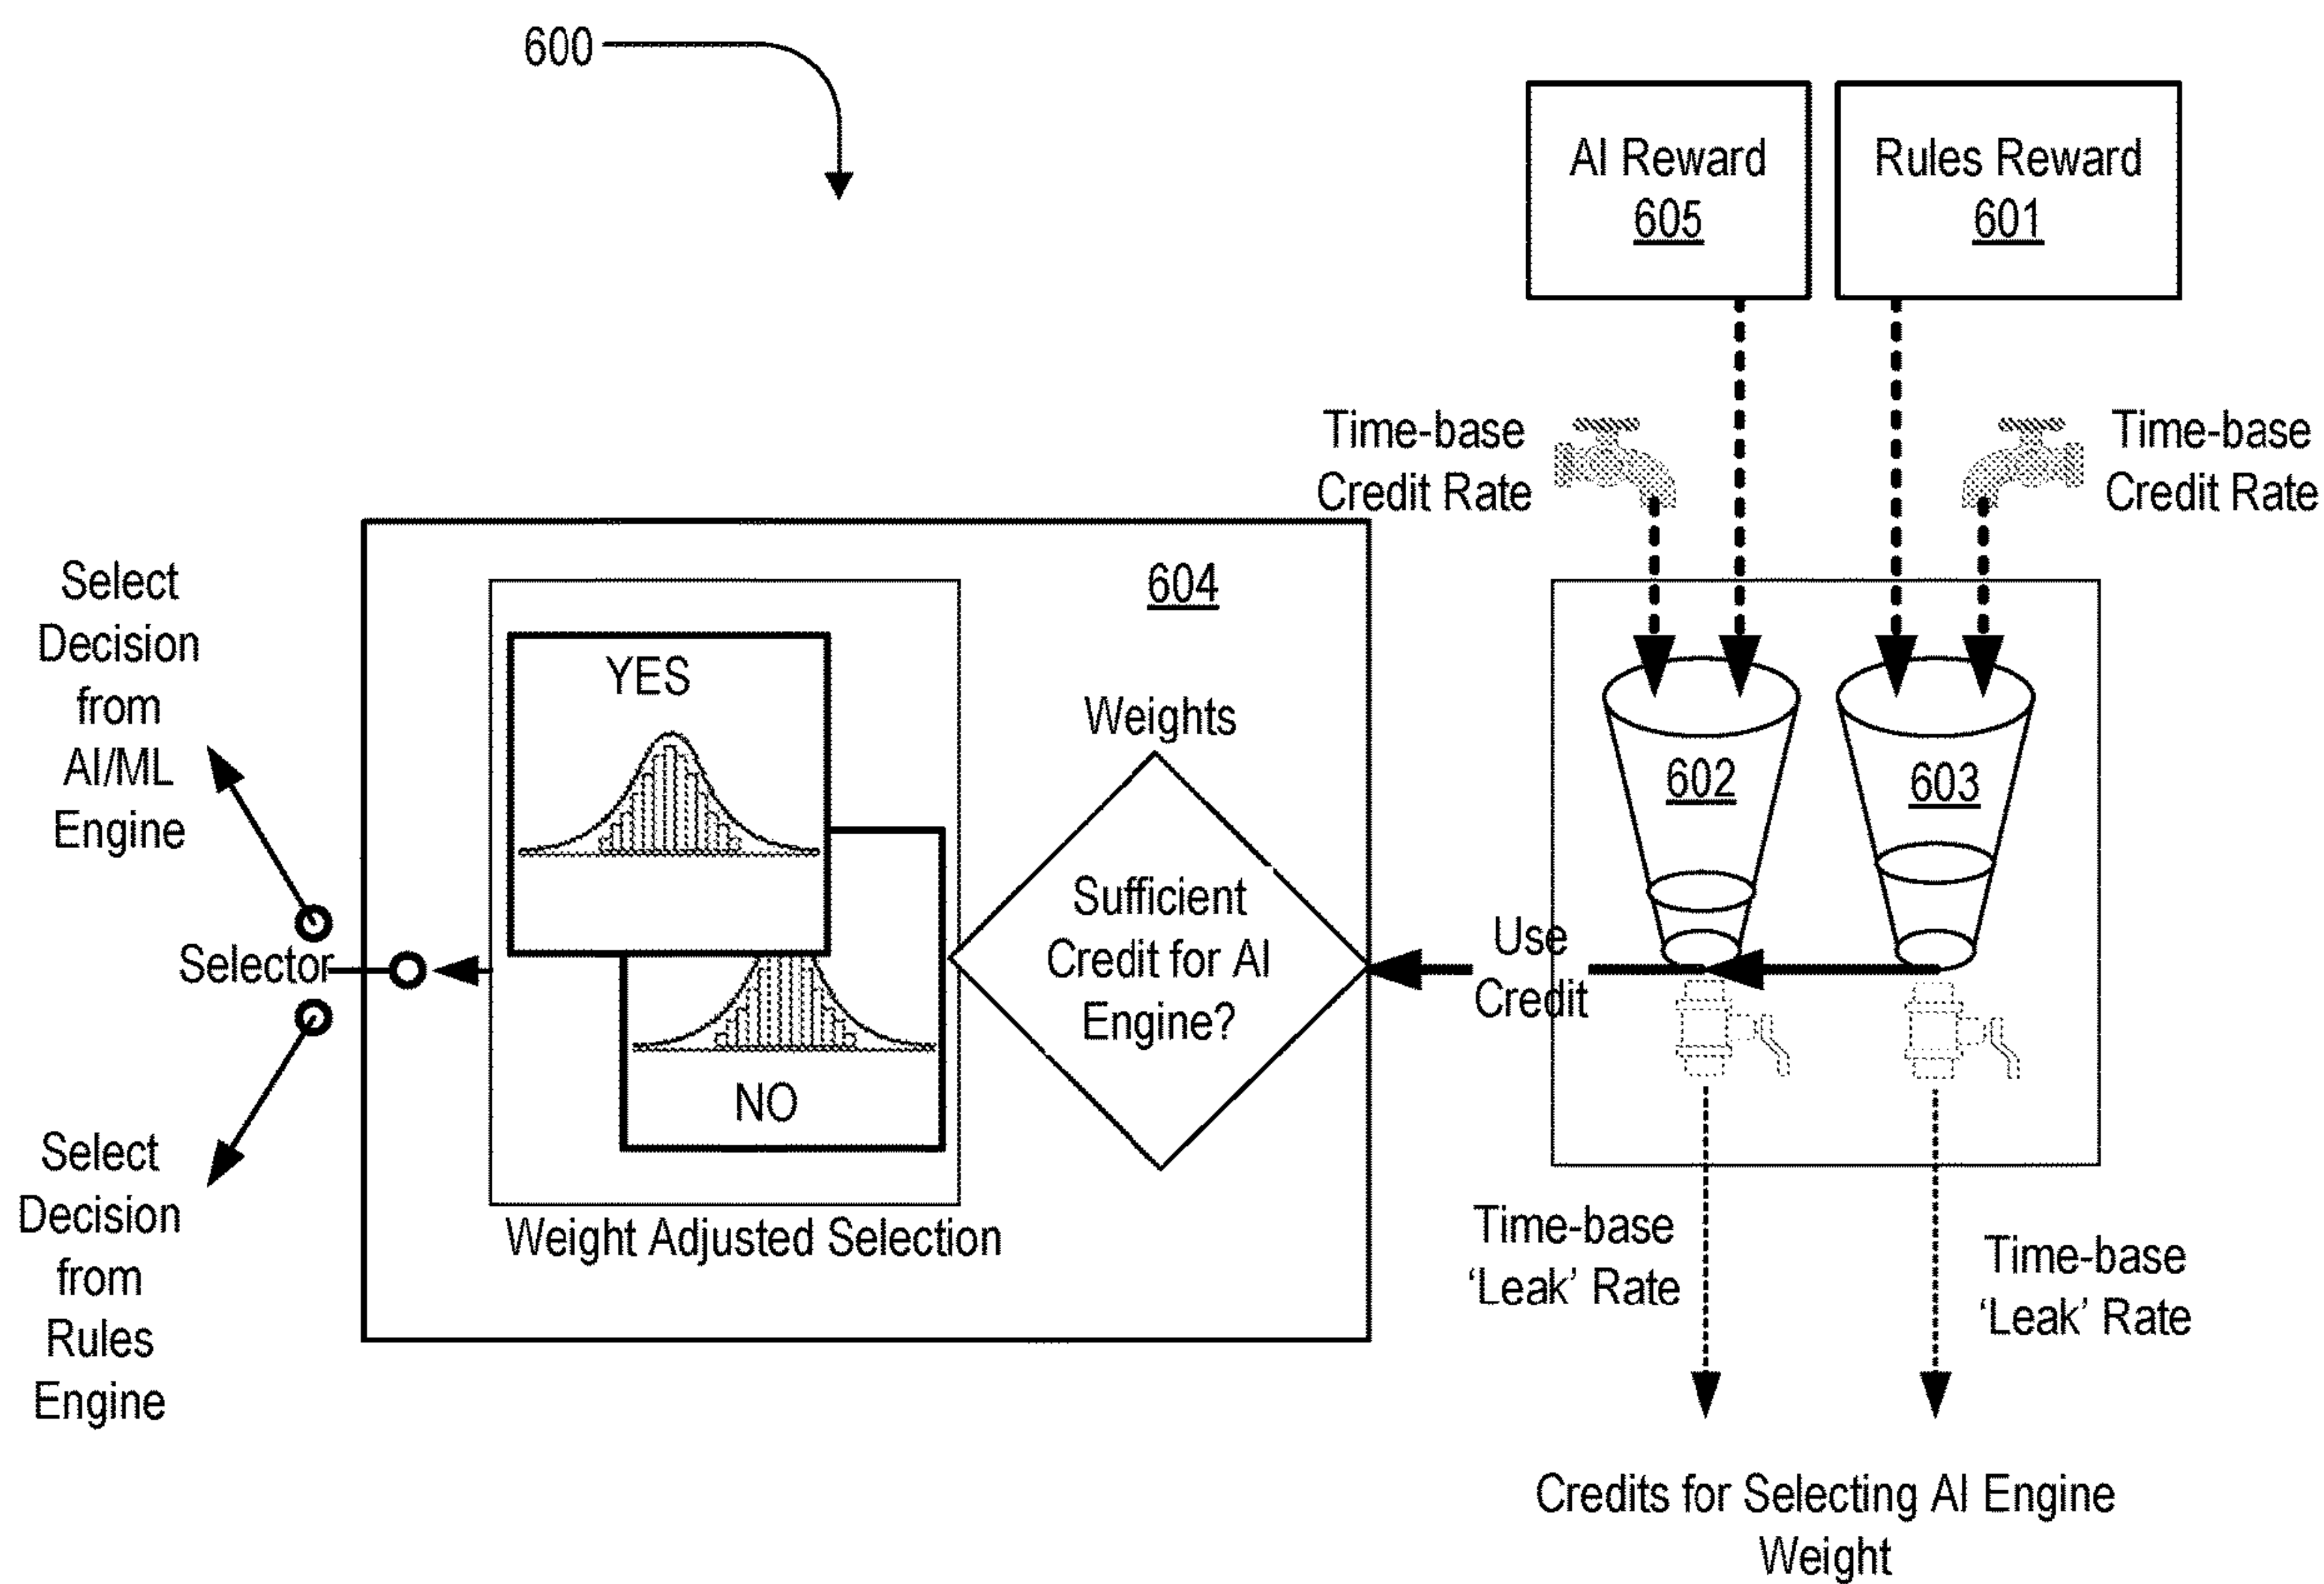 600
AI Reward
605
Rules Reward
601
Time-base
Credit Rate
Time-base
Credit Rate
604
Select
Decision
from
AI/ML
Engine
YES
Weights
602
603
Sufficient
Credit for AI
Engine?
Use
Credit
Selector
NO
Select
Decision
from
Rules
Engine
Weight Adjusted Selection
Time-base
‘Leak’ Rate
Time-base
‘Leak’ Rate
Credits for Selecting AI Engine
Weight